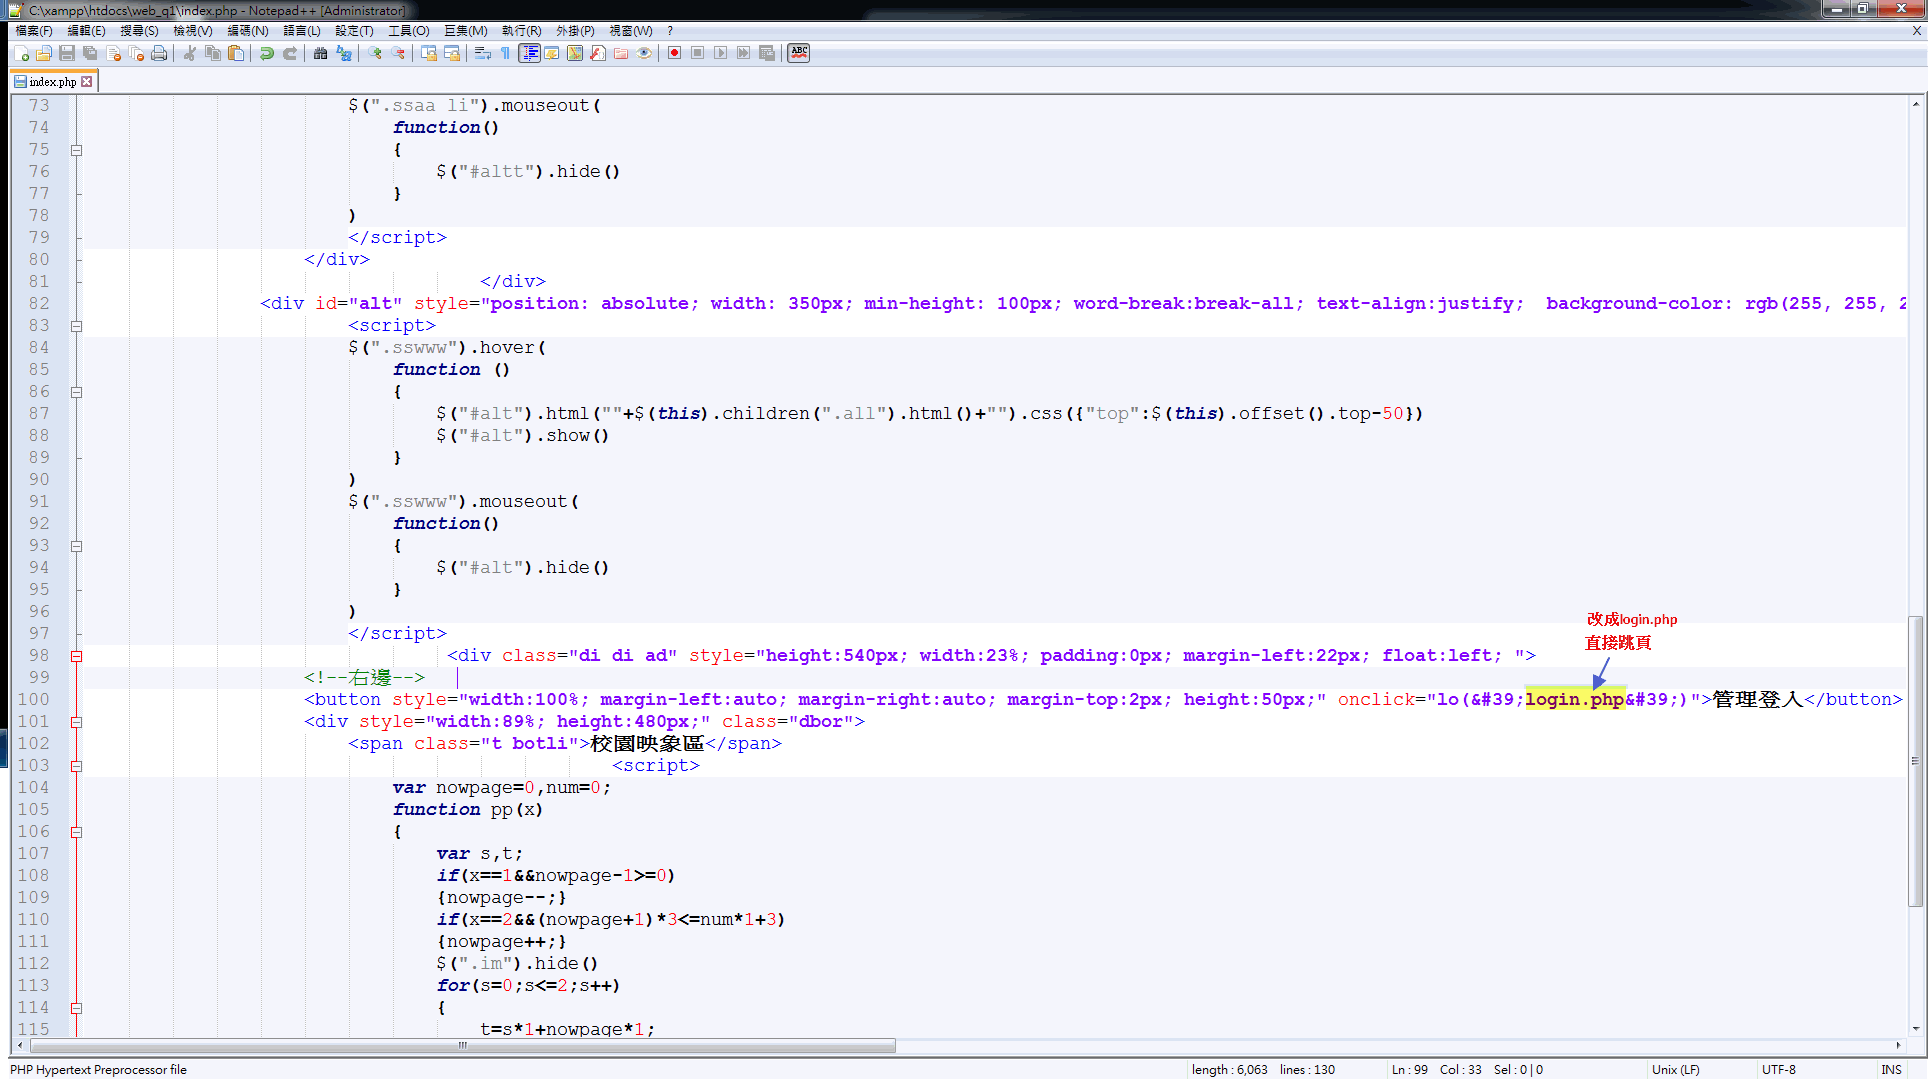 C:\xampp\htdocs\web_q1\index.php - Notepad++ [Administrator]
檔案(F) 編輯(E) 搜尋(S) 檢視(V) 編碼(N) 語言(L) 設定(T) 工具(O) 巨集(M) 執行(R) 外掛(P) 視窗(W) ? X
ABC
index.php
73 $(".ssaa li").mouseout(
74 function()
75 {
76 $("#altt").hide()
77 }
78 )
79 </script>
80 </div>
81 </div>
82 <div id="alt" style="position: absolute; width: 350px; min-height: 100px; word-break:break-all; text-align:justify;  background-color: rgb(255, 255, 2
83 <script>
84 $(".sswww").hover(
85 function ()
86 {
87 $("#alt").html(""+$(this).children(".all").html()+"").css({"top":$(this).offset().top-50})
88 $("#alt").show()
89 }
90 )
91 $(".sswww").mouseout(
92 function()
93 {
94 $("#alt").hide()
95 }
96 )
97 </script>
改成login.php
直接跳頁
98 <div class="di di ad" style="height:540px; width:23%; padding:0px; margin-left:22px; float:left; ">
99 <!--右邊-->
100 <button style="width:100%; margin-left:auto; margin-right:auto; margin-top:2px; height:50px;" onclick="lo(&#39;login.php&#39;)">管理登入</button>
101 <div style="width:89%; height:480px;" class="dbor">
102 <span class="t botli">校園映象區</span>
103 <script>
104 var nowpage=0,num=0;
105 function pp(x)
106 {
107 var s,t;
108 if(x==1&&nowpage-1>=0)
109 {nowpage--;}
110 if(x==2&&(nowpage+1)*3<=num*1+3)
111 {nowpage++;}
112 $(".im").hide()
113 for(s=0;s<=2;s++)
114 {
115 t=s*1+nowpage*1;
PHP Hypertext Preprocessor file length : 6,063 lines : 130 Ln : 99 Col : 33 Sel : 0 | 0 Unix (LF) UTF-8 INS